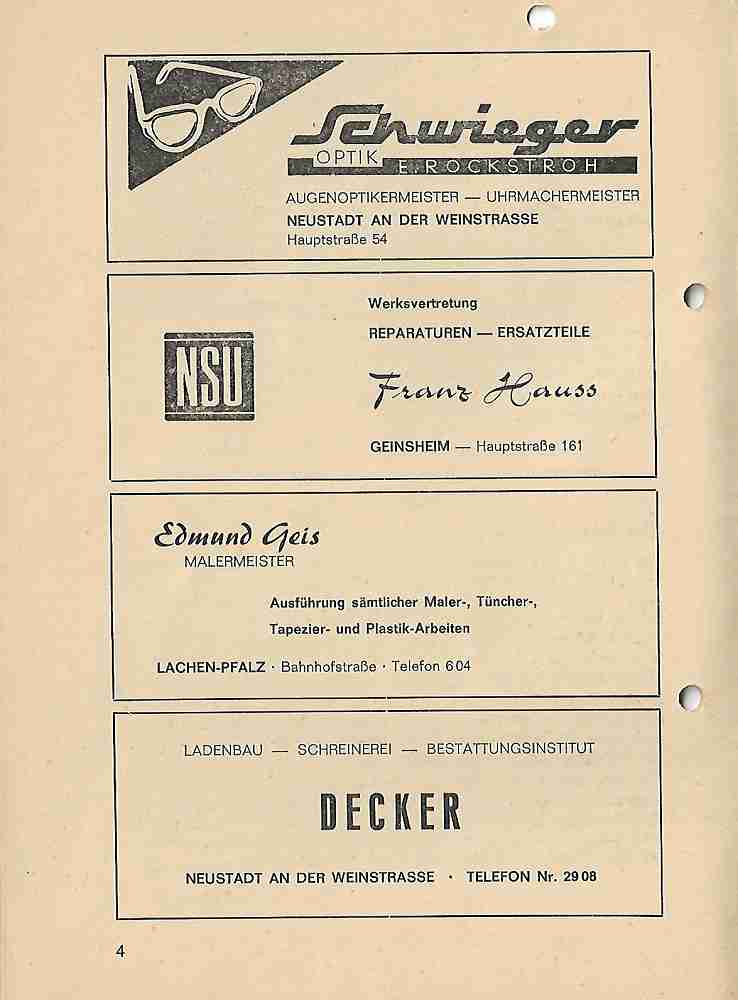 Schwieger
OPTIK
E. ROCKSTROH
AUGENOPTIKERMEISTER — UHRMACHERMEISTER
NEUSTADT AN DER WEINSTRASSE
Hauptstraße 54
Werksvertretung
REPARATUREN — ERSATZTEILE
NSU
Franz Hauss
GEINSHEIM — Hauptstraße 161
Edmund Geis
MALERMEISTER
Ausführung sämtlicher Maler-, Tüncher-,
Tapezier- und Plastik-Arbeiten
LACHEN-PFALZ · Bahnhofstraße · Telefon 604
LADENBAU — SCHREINEREI — BESTATTUNGSINSTITUT
DECKER
NEUSTADT AN DER WEINSTRASSE · TELEFON Nr. 2908
4